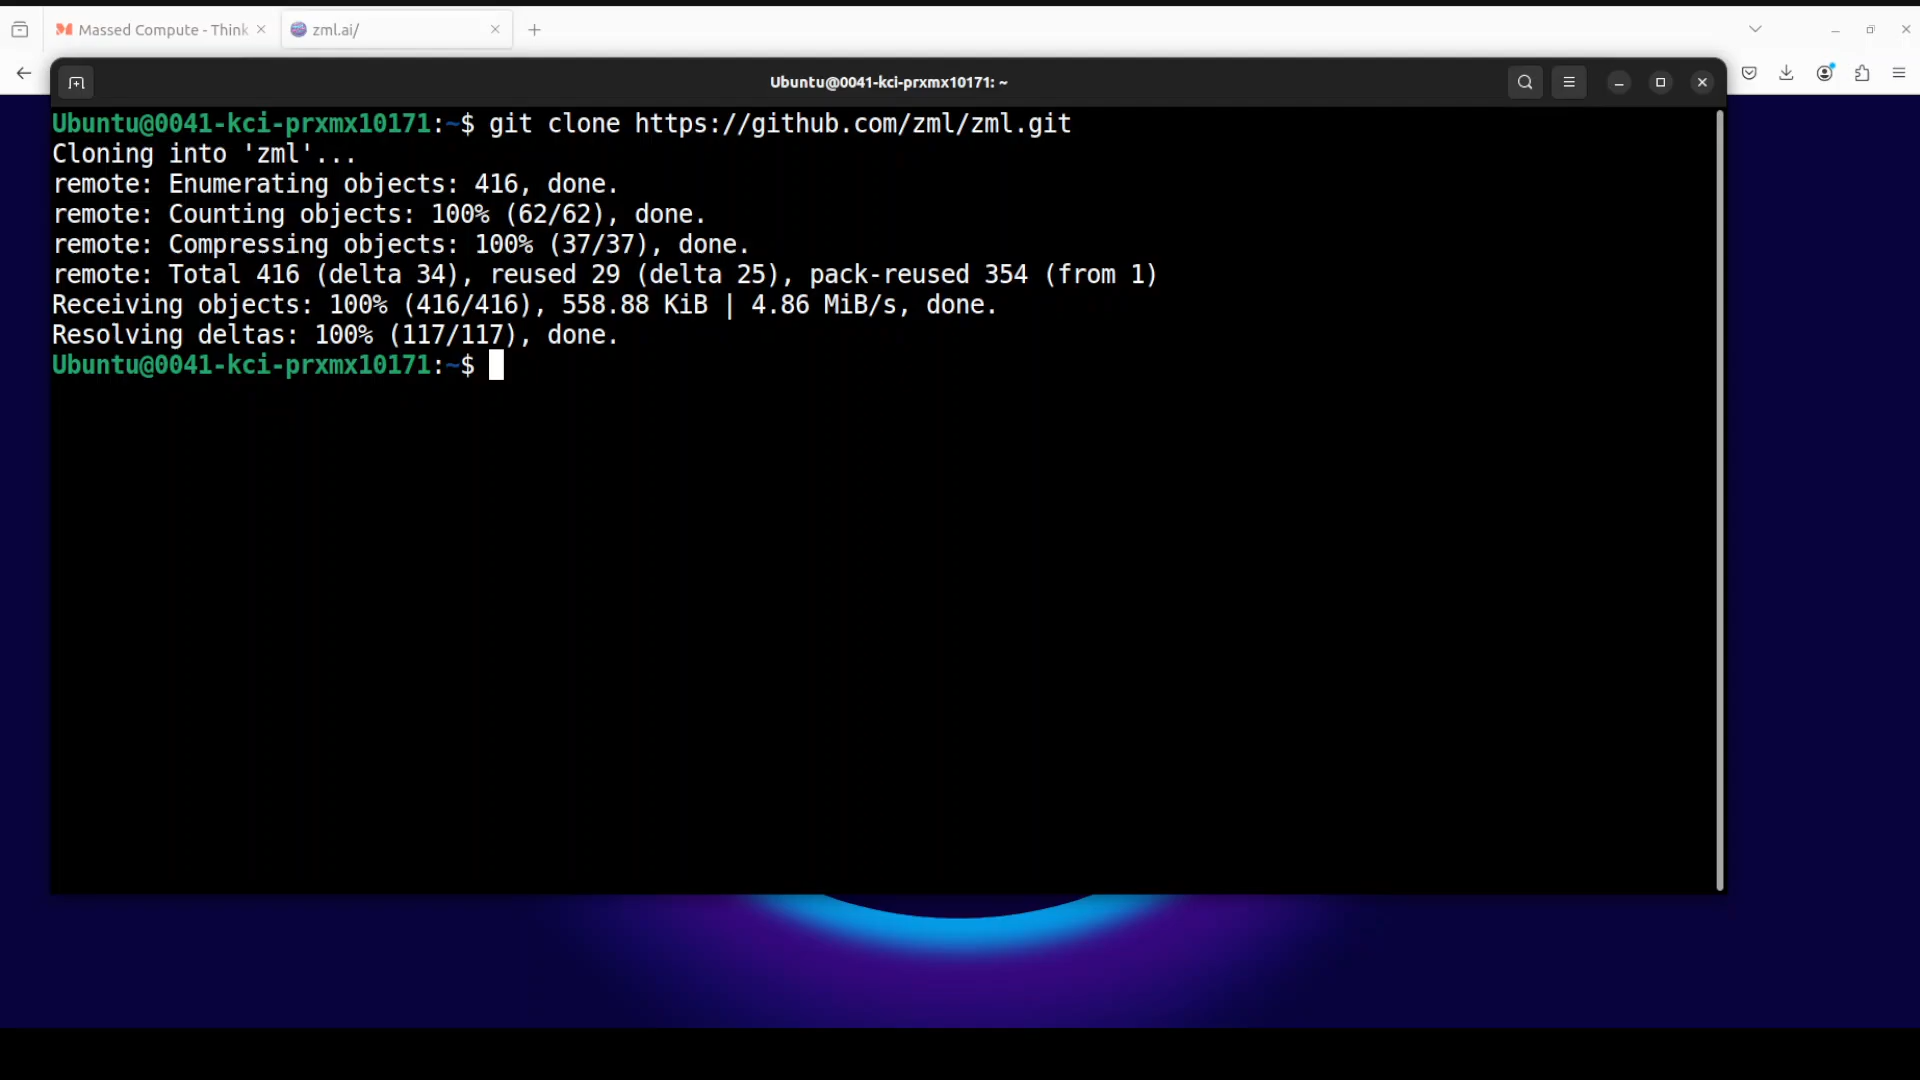 Massed Compute - Think
zml.ai/
Ubuntu@0041-kci-prxmx10171: ~
Ubuntu@0041-kci-prxmx10171:~$ git clone https://github.com/zml/zml.git
Cloning into 'zml'...
remote: Enumerating objects: 416, done.
remote: Counting objects: 100% (62/62), done.
remote: Compressing objects: 100% (37/37), done.
remote: Total 416 (delta 34), reused 29 (delta 25), pack-reused 354 (from 1)
Receiving objects: 100% (416/416), 558.88 KiB | 4.86 MiB/s, done.
Resolving deltas: 100% (117/117), done.
Ubuntu@0041-kci-prxmx10171:~$